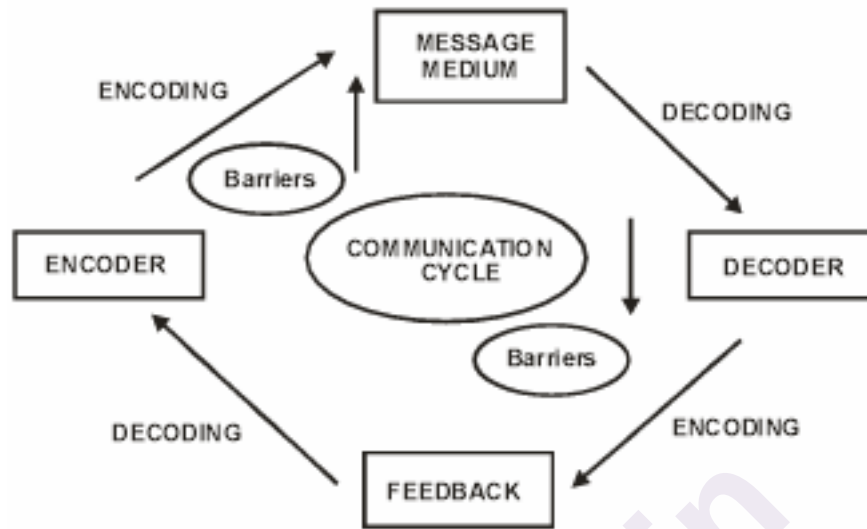 MESSAGE
MEDIUM
ENCODING
DECODING
Barriers
ENCODER
COMMUNICATION
CYCLE
DECODER
Barriers
DECODING
ENCODING
FEEDBACK